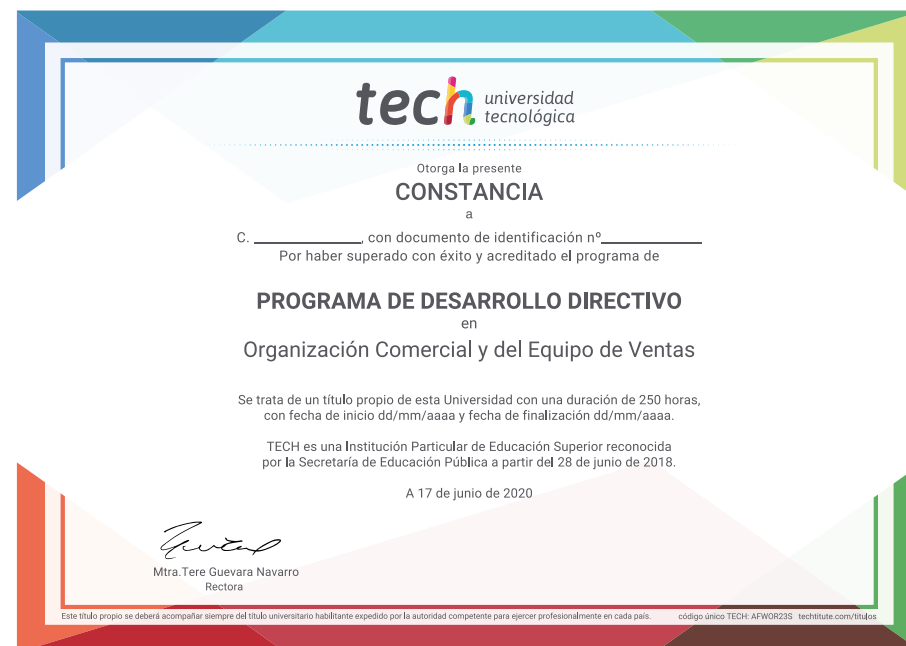 tech universidad
tecnológica
Otorga la presente
CONSTANCIA
a
C. ____________, con documento de identificación nº____________
Por haber superado con éxito y acreditado el programa de
PROGRAMA DE DESARROLLO DIRECTIVO
en
Organización Comercial y del Equipo de Ventas
Se trata de un título propio de esta Universidad con una duración de 250 horas,
con fecha de inicio dd/mm/aaaa y fecha de finalización dd/mm/aaaa.
TECH es una Institución Particular de Educación Superior reconocida
por la Secretaría de Educación Pública a partir del 28 de junio de 2018.
A 17 de junio de 2020
Mtra.Tere Guevara Navarro
Rectora
Este título propio se deberá acompañar siempre del título universitario habilitante expedido por la autoridad competente para ejercer profesionalmente en cada país. código único TECH: AFWOR23S techtitute.com/titulos